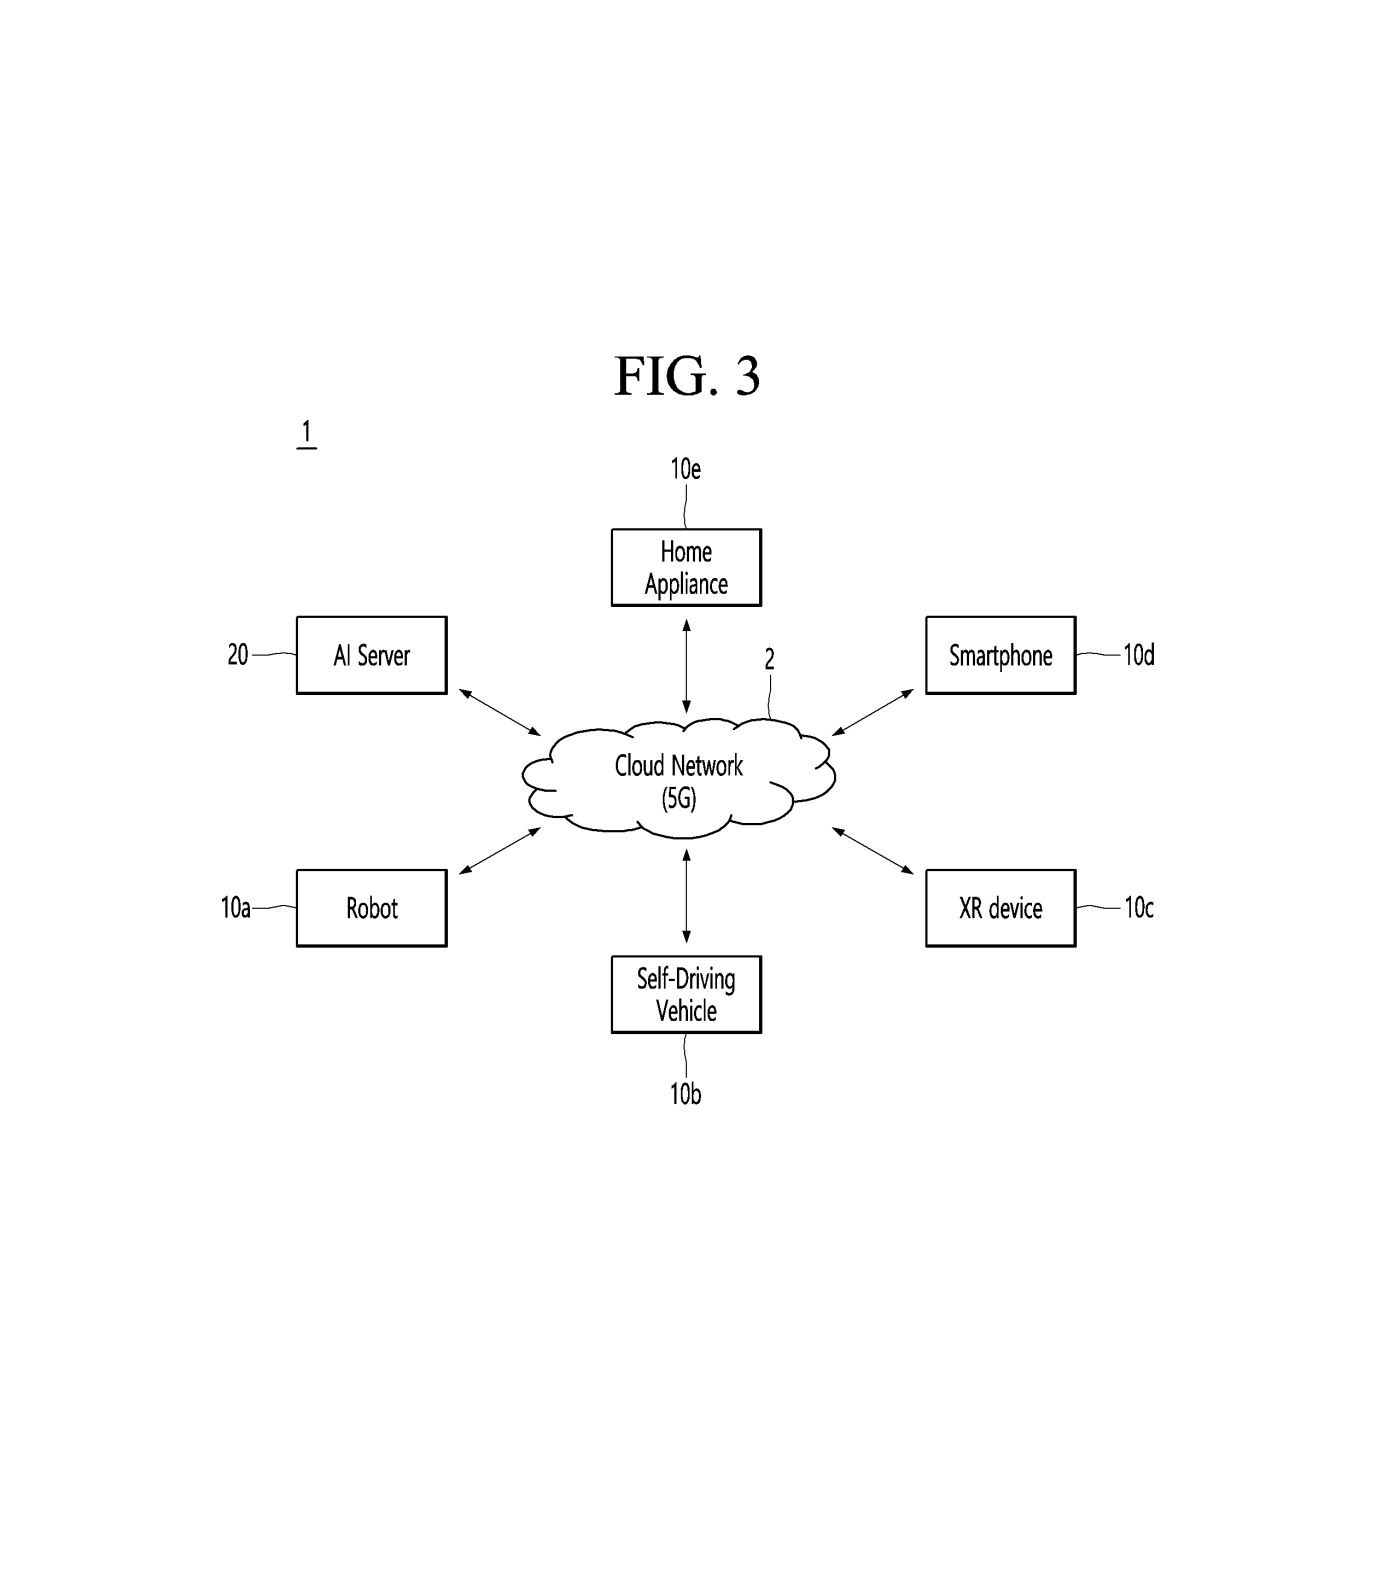 FIG. 3
1
10e
Home
Appliance
20
AI Server
Smartphone
10d
2
Cloud Network
(5G)
10a
Robot
XR device
10c
Self-Driving
Vehicle
10b